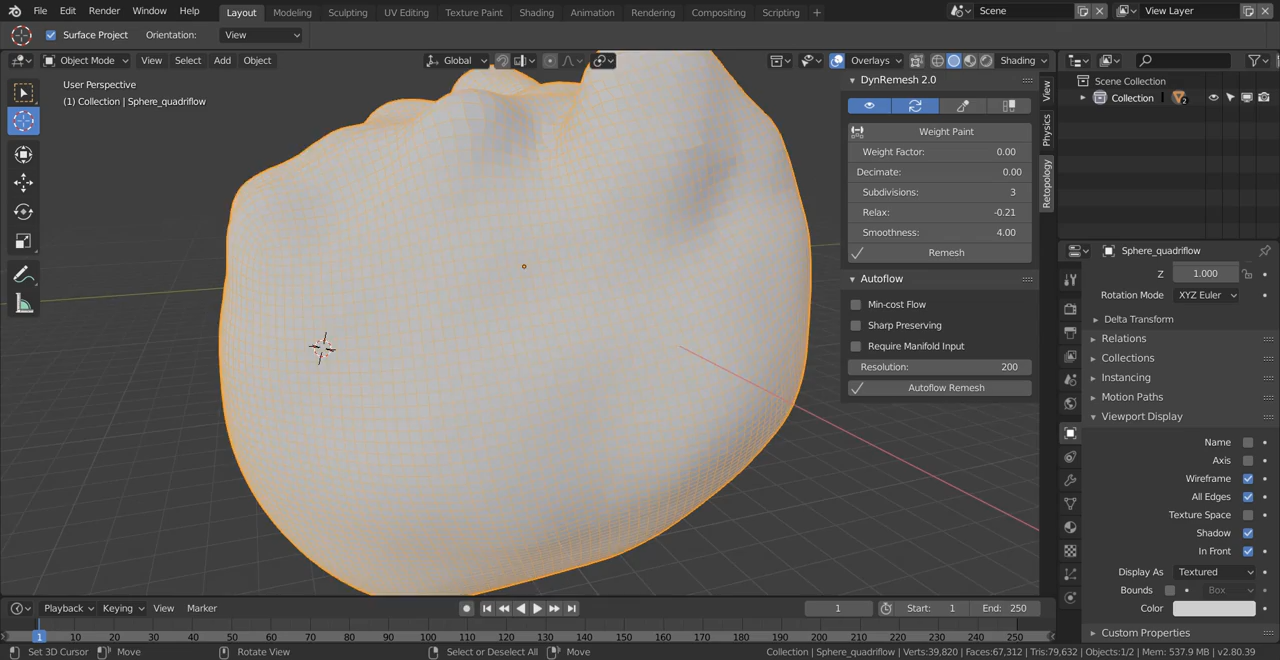 File Edit Render Window Help Layout Modeling Sculpting UV Editing Texture Paint Shading Animation Rendering Compositing Scripting + Scene View Layer
Surface Project Orientation: View
Object Mode View Select Add Object Global Overlays Shading
User Perspective
(1) Collection | Sphere_quadriflow
DynRemesh 2.0
Weight Paint
Weight Factor: 0.00
Decimate: 0.00
Subdivisions: 3
Relax: -0.21
Smoothness: 4.00
Remesh
Autoflow
Min-cost Flow
Sharp Preserving
Require Manifold Input
Resolution: 200
Autoflow Remesh
View
Physics
Retopology
Scene Collection
Collection 2
Sphere_quadriflow
Z 1.000
Rotation Mode XYZ Euler
Delta Transform
Relations
Collections
Instancing
Motion Paths
Viewport Display
Name
Axis
Wireframe
All Edges
Texture Space
Shadow
In Front
Display As Textured
Bounds Box
Color
Custom Properties
Playback Keying View Marker 1 Start: 1 End: 250
1 10 20 30 40 50 60 70 80 90 100 110 120 130 140 150 160 170 180 190 200 210 220 230 240 250
Set 3D Cursor Move Rotate View Select or Deselect All Move Collection | Sphere_quadriflow | Verts:39,820 | Faces:67,312 | Tris:79,632 | Objects:1/2 | Mem: 537.9 MB | v2.80.39